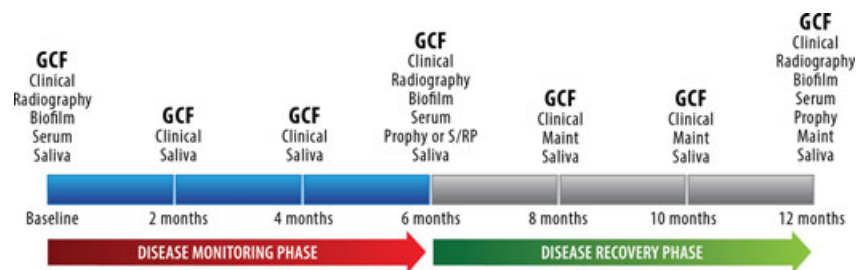 GCF
Clinical
Radiography
Biofilm
Serum
Saliva
GCF
Clinical
Saliva
GCF
Clinical
Saliva
GCF
Clinical
Radiography
Biofilm
Serum
Prophy or S/RP
Saliva
GCF
Clinical
Maint
Saliva
GCF
Clinical
Maint
Saliva
GCF
Clinical
Radiography
Biofilm
Serum
Prophy
Maint
Saliva
Baseline
2 months
4 months
6 months
8 months
10 months
12 months
DISEASE MONITORING PHASE
DISEASE RECOVERY PHASE